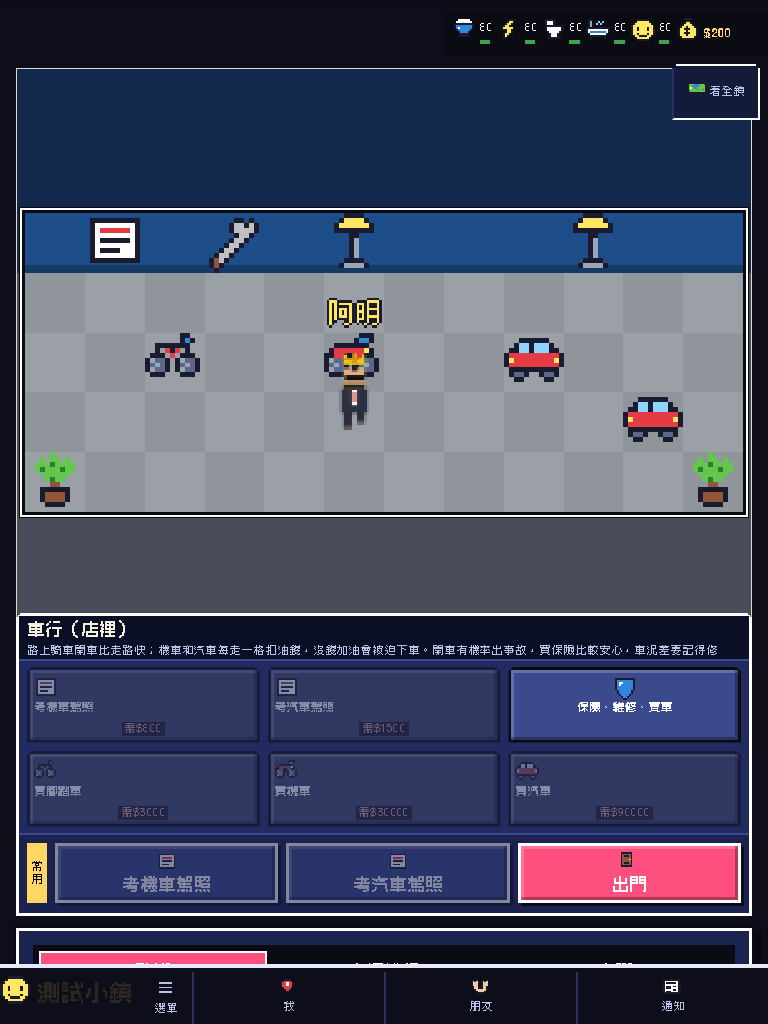 80 80 80 80 80 $200
看全鎮
阿明
車行（店裡）
路上騎車開車比走路快；機車和汽車每走一格扣油錢，沒錢加油會被迫下車。開車有機率出事故，買保險比較安心，車況差要記得修
考機車駕照
需$800
考汽車駕照
需$1500
保險、維修、賣車
買腳踏車
需$3000
買機車
需$30000
買汽車
需$90000
常用
考機車駕照
考汽車駕照
出門
測試小鎮
選單
我
朋友
通知